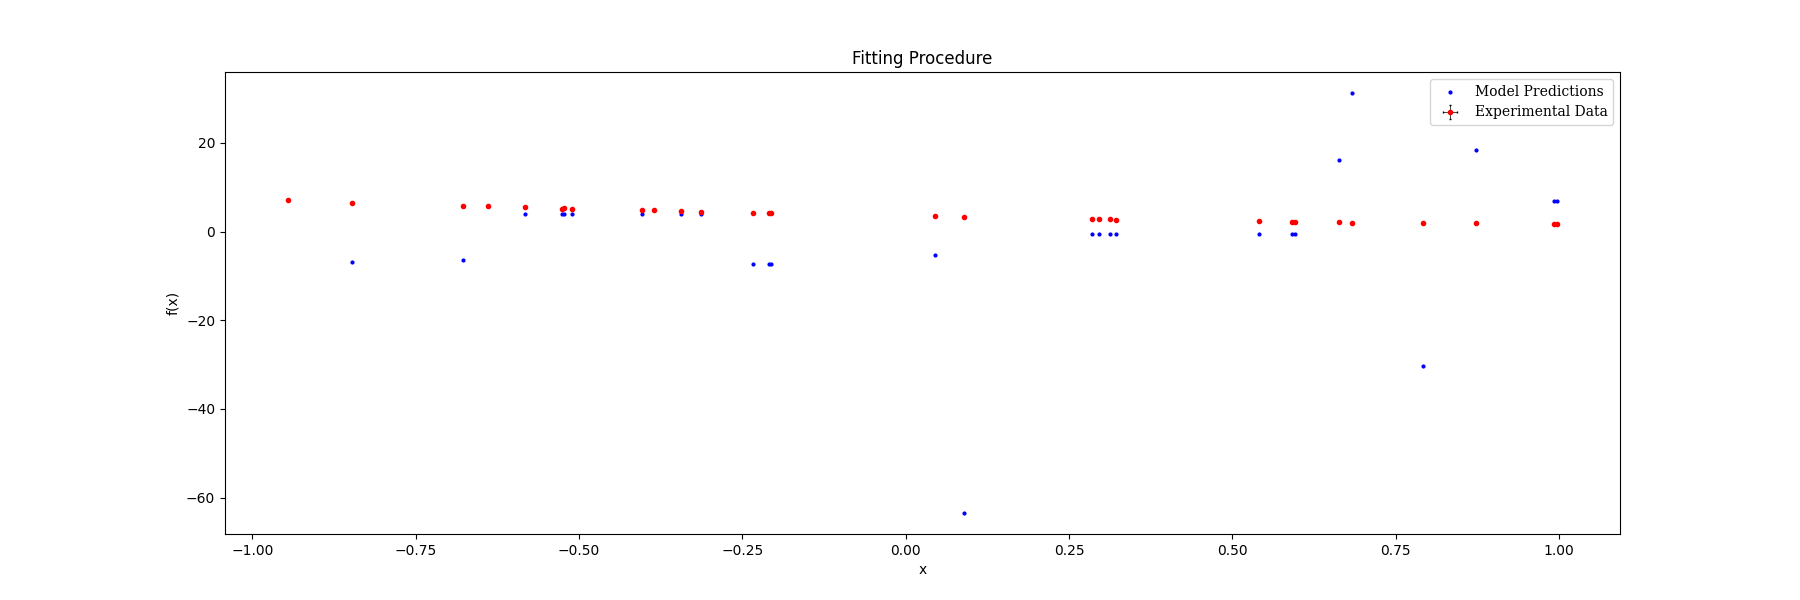 Fitting Procedure
Model Predictions
Experimental Data
f(x)
20
0
−20
−40
−60
−1.00
−0.75
−0.50
−0.25
0.00
0.25
0.50
0.75
1.00
x